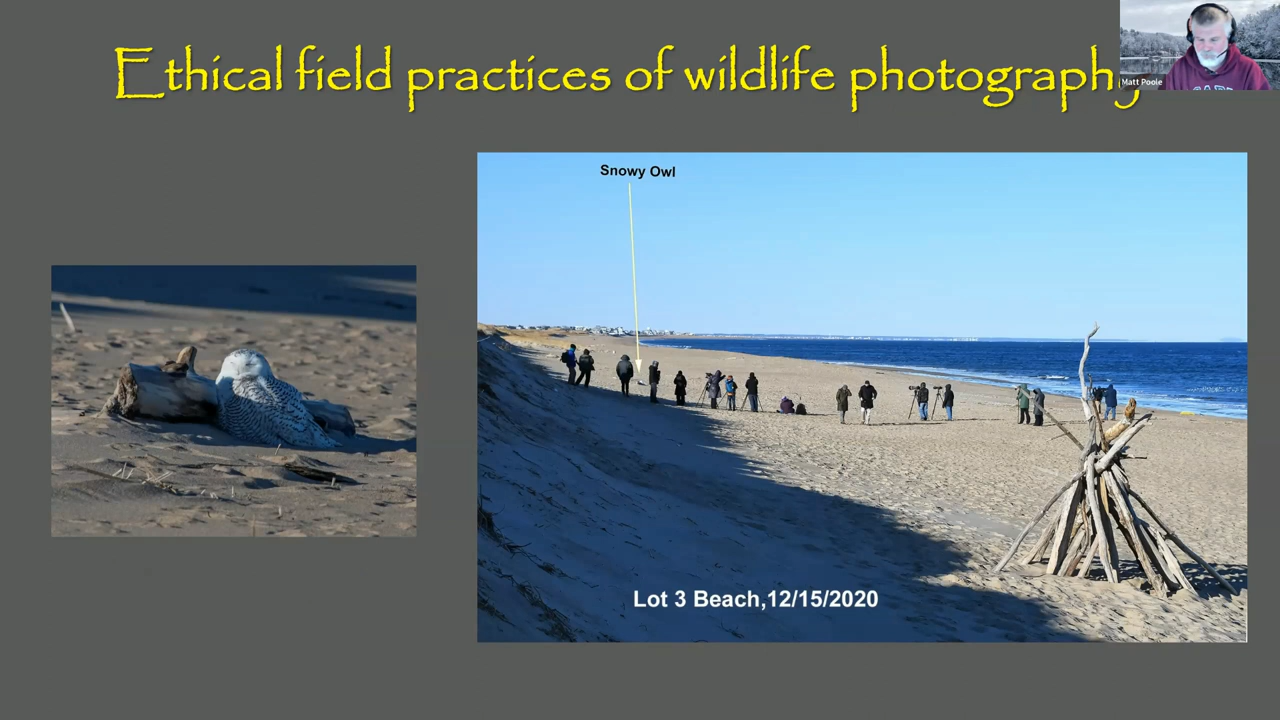 Ethical field practices of wildlife photography
Matt Poole
Snowy Owl
Lot 3 Beach,12/15/2020